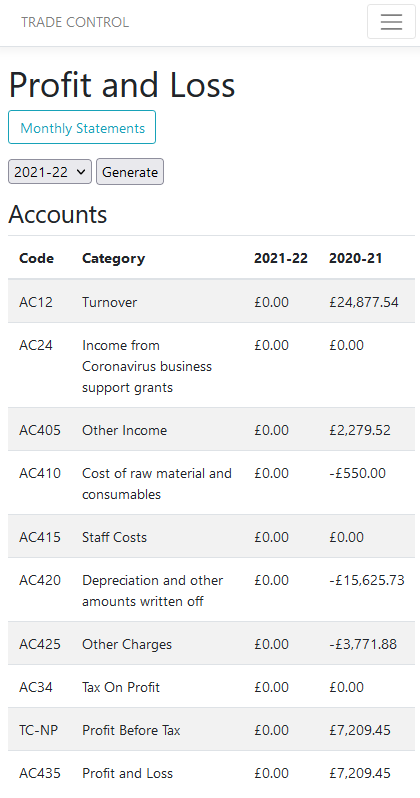 TRADE CONTROL
Profit and Loss
Monthly Statements
2021-22 Generate
Accounts
Code Category 2021-22 2020-21
AC12 Turnover £0.00 £24,877.54
AC24 Income from £0.00 £0.00
Coronavirus business
support grants
AC405 Other Income £0.00 £2,279.52
AC410 Cost of raw material and £0.00 -£550.00
consumables
AC415 Staff Costs £0.00 £0.00
AC420 Depreciation and other £0.00 -£15,625.73
amounts written off
AC425 Other Charges £0.00 -£3,771.88
AC34 Tax On Profit £0.00 £0.00
TC-NP Profit Before Tax £0.00 £7,209.45
AC435 Profit and Loss £0.00 £7,209.45